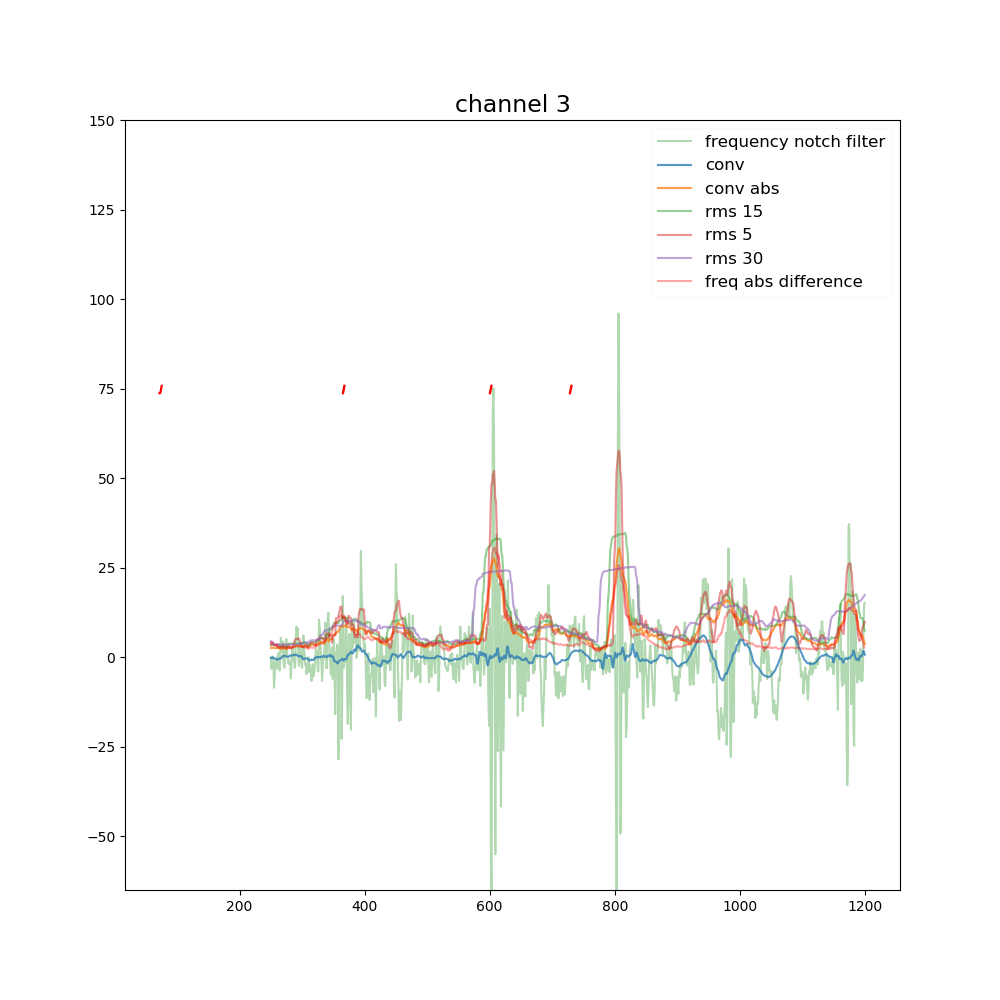 channel 3
150
125
100
75
50
25
0
−25
−50
200 400 600 800 1000 1200
frequency notch filter
conv
conv abs
rms 15
rms 5
rms 30
freq abs difference